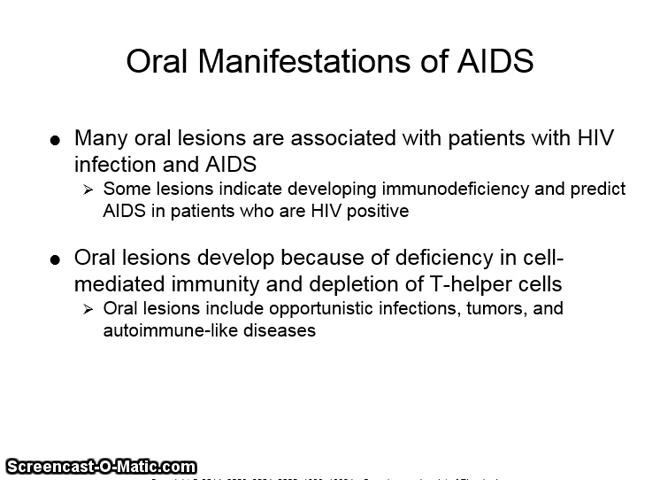 Oral Manifestations of AIDS
● Many oral lesions are associated with patients with HIV
infection and AIDS
➢ Some lesions indicate developing immunodeficiency and predict
AIDS in patients who are HIV positive
● Oral lesions develop because of deficiency in cell-
mediated immunity and depletion of T-helper cells
➢ Oral lesions include opportunistic infections, tumors, and
autoimmune-like diseases
Screencast-O-Matic.com